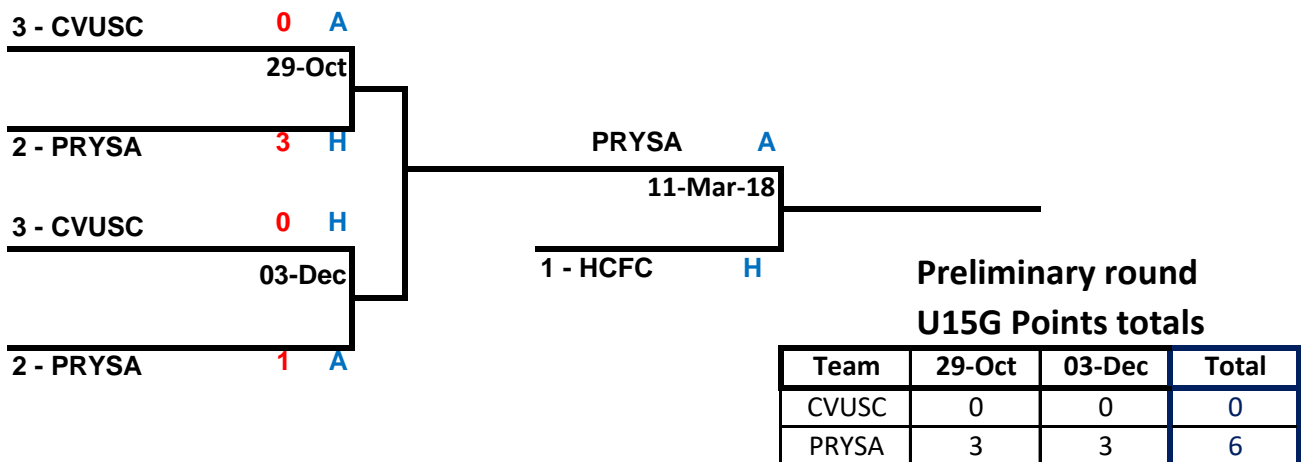 3 - CVUSC 0 A
29-Oct
2 - PRYSA 3 H
PRYSA A
11-Mar-18
3 - CVUSC 0 H
03-Dec
1 - HCFC H
2 - PRYSA 1 A
Preliminary round
U15G Points totals
Team 29-Oct 03-Dec Total
CVUSC 0 0 0
PRYSA 3 3 6